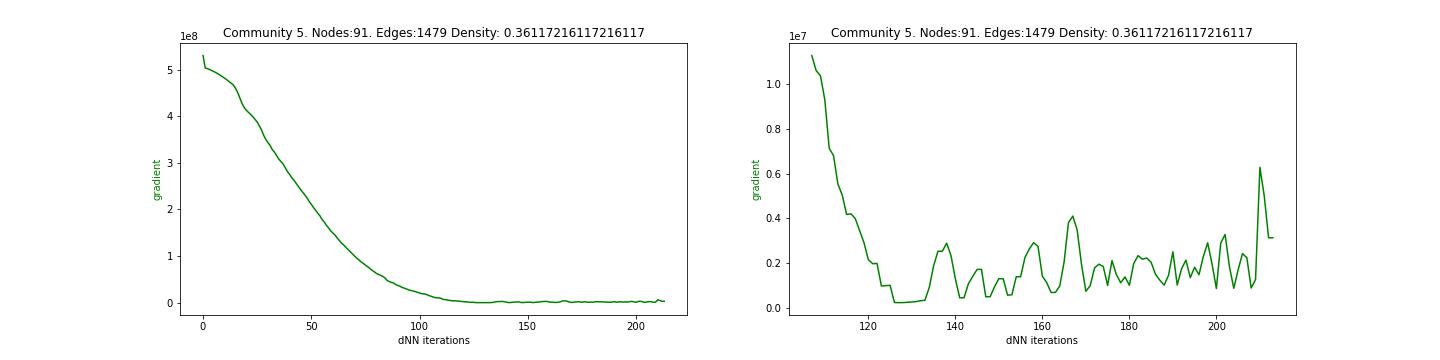 Community 5. Nodes:91. Edges:1479 Density: 0.36117216117216117
1e8
5
4
3
2
1
0
gradient
0 50 100 150 200
dNN iterations
Community 5. Nodes:91. Edges:1479 Density: 0.36117216117216117
1e7
1.0
0.8
0.6
0.4
0.2
0.0
gradient
120 140 160 180 200
dNN iterations